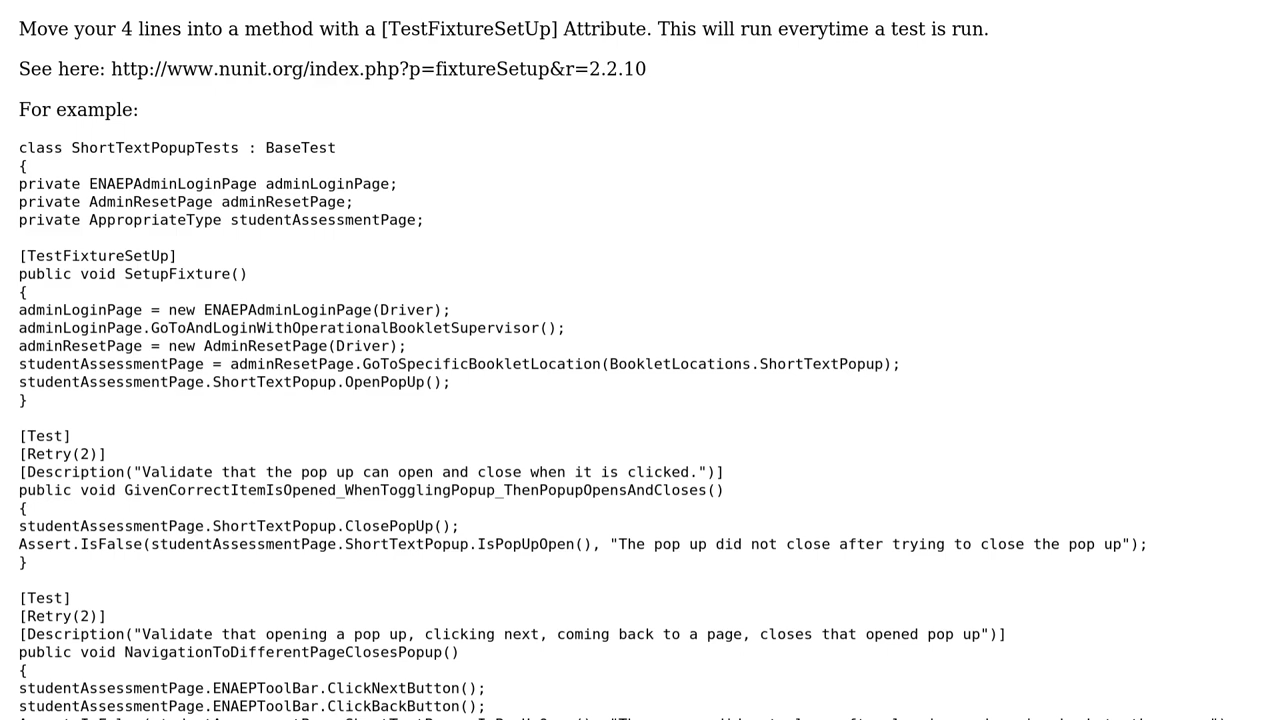 Move your 4 lines into a method with a [TestFixtureSetUp] Attribute. This will run everytime a test is run.
See here: http://www.nunit.org/index.php?p=fixtureSetup&r=2.2.10
For example:
class ShortTextPopupTests : BaseTest
{
private ENAEPAdminLoginPage adminLoginPage;
private AdminResetPage adminResetPage;
private AppropriateType studentAssessmentPage;
[TestFixtureSetUp]
public void SetupFixture()
{
adminLoginPage = new ENAEPAdminLoginPage(Driver);
adminLoginPage.GoToAndLoginWithOperationalBookletSupervisor();
adminResetPage = new AdminResetPage(Driver);
studentAssessmentPage = adminResetPage.GoToSpecificBookletLocation(BookletLocations.ShortTextPopup);
studentAssessmentPage.ShortTextPopup.OpenPopUp();
}
[Test]
[Retry(2)]
[Description("Validate that the pop up can open and close when it is clicked.")]
public void GivenCorrectItemIsOpened_WhenTogglingPopup_ThenPopupOpensAndCloses()
{
studentAssessmentPage.ShortTextPopup.ClosePopUp();
Assert.IsFalse(studentAssessmentPage.ShortTextPopup.IsPopUpOpen(), "The pop up did not close after trying to close the pop up");
}
[Test]
[Retry(2)]
[Description("Validate that opening a pop up, clicking next, coming back to a page, closes that opened pop up")]
public void NavigationToDifferentPageClosesPopup()
{
studentAssessmentPage.ENAEPToolBar.ClickNextButton();
studentAssessmentPage.ENAEPToolBar.ClickBackButton();